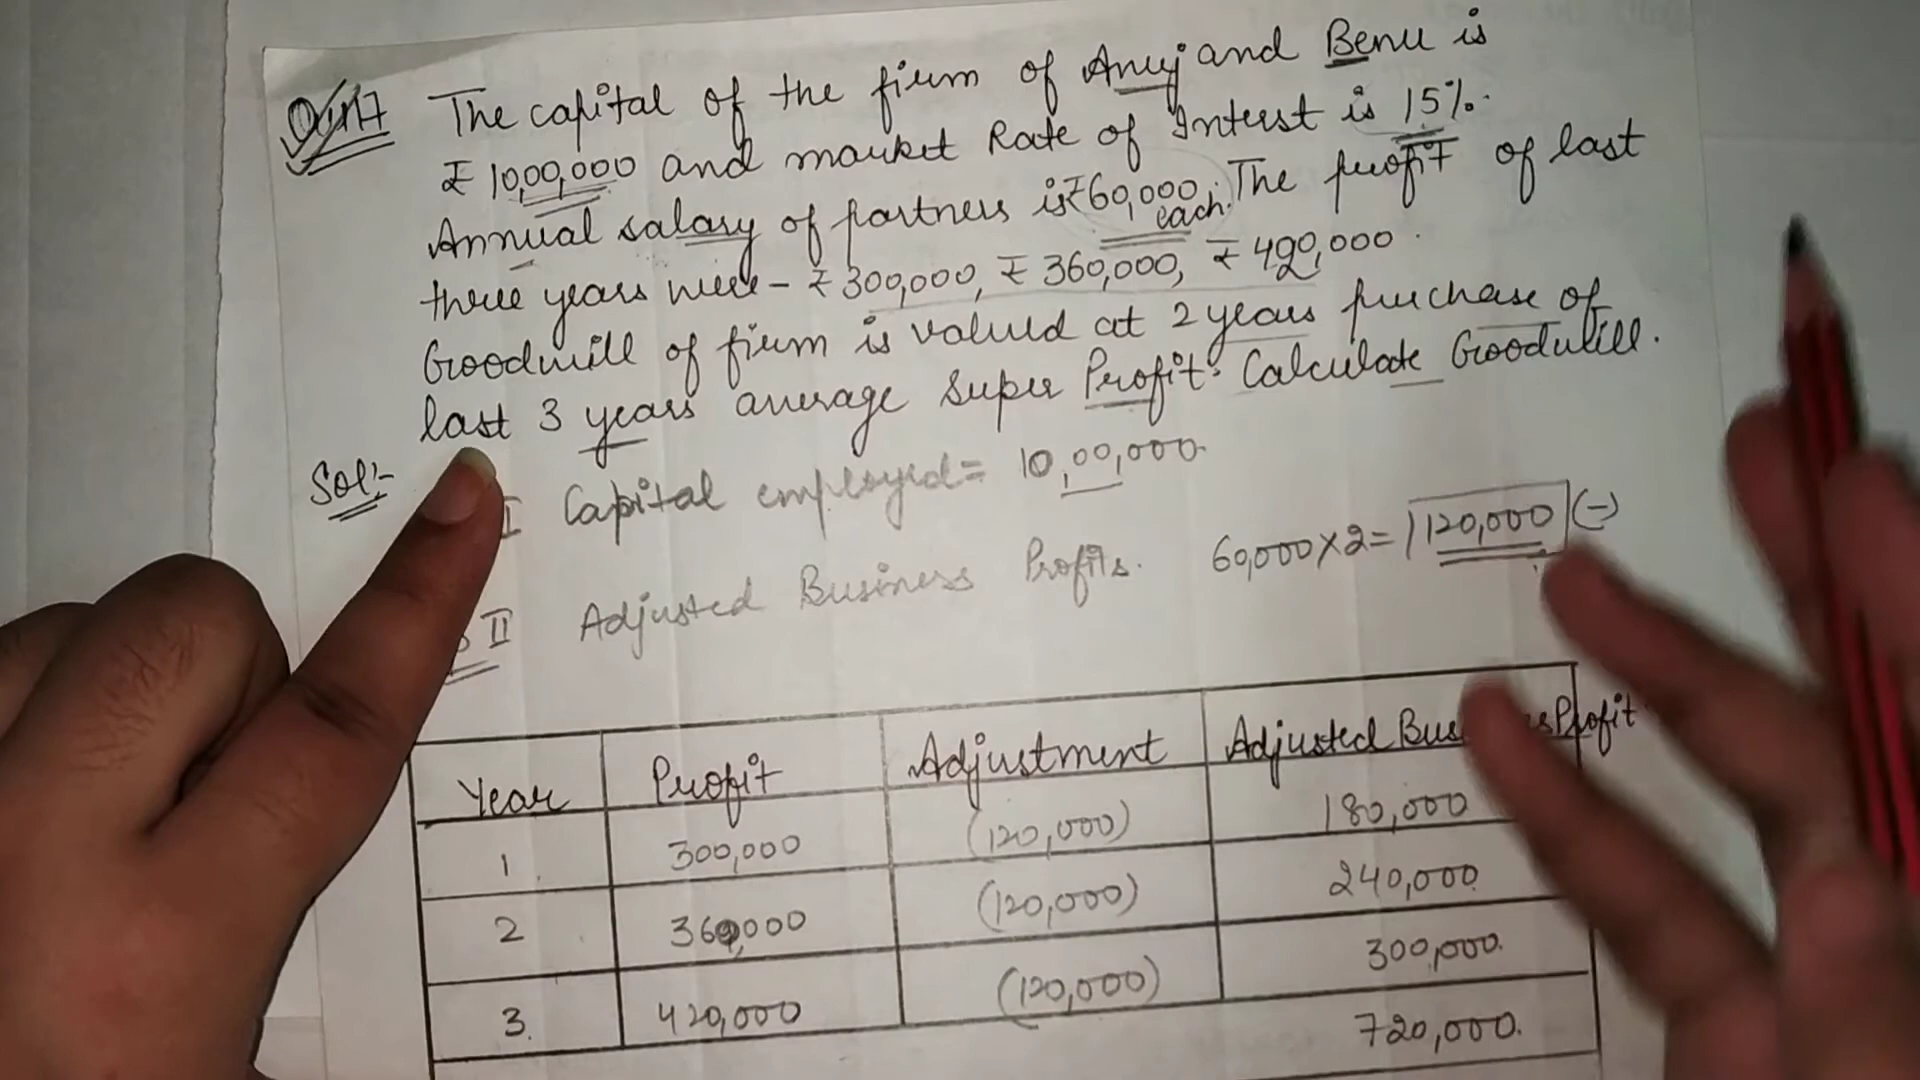 The capital of the firm of Anuj and Benu is
₹ 10,00,000 and market Rate of Interst is 15%.
Annual salary of partners is ₹60,000 each. The profit of last
three years were - ₹ 300,000, ₹ 360,000, ₹ 420,000.
Goodwill of firm is valued at 2 years purchase of
last 3 years average Super Profit. Calculate Goodwill.
Sol:-
I Capital employed = 10,00,000.
II Adjusted Business Profits. 60,000 x 2 = 120,000 (-)
Year Profit Adjustment Adjusted Profit
1 300,000 (120,000) 180,000
2 360,000 (120,000) 240,000
3. 420,000 (120,000) 300,000.
720,000.